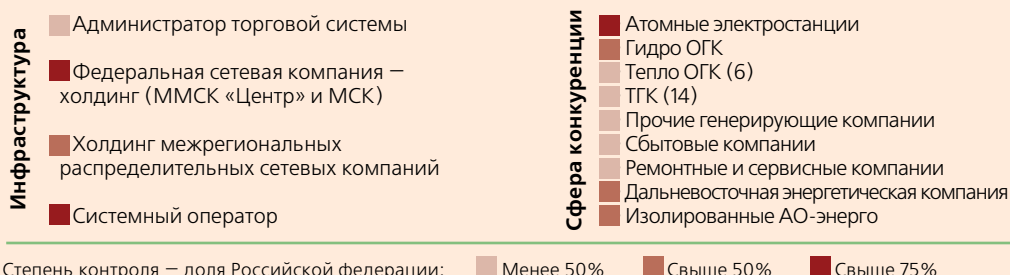 Инфраструктура
Администратор торговой системы
Федеральная сетевая компания –
холдинг (ММСК «Центр» и МСК)
Холдинг межрегиональных
распределительных сетевых компаний
Системный оператор
Сфера конкуренции
Атомные электростанции
Гидро ОГК
Тепло ОГК (6)
ТГК (14)
Прочие генерирующие компании
Сбытовые компании
Ремонтные и сервисные компании
Дальневосточная энергетическая компания
Изолированные АО-энерго
Степень контроля – доля Российской федерации: Менее 50% Свыше 50% Свыше 75%